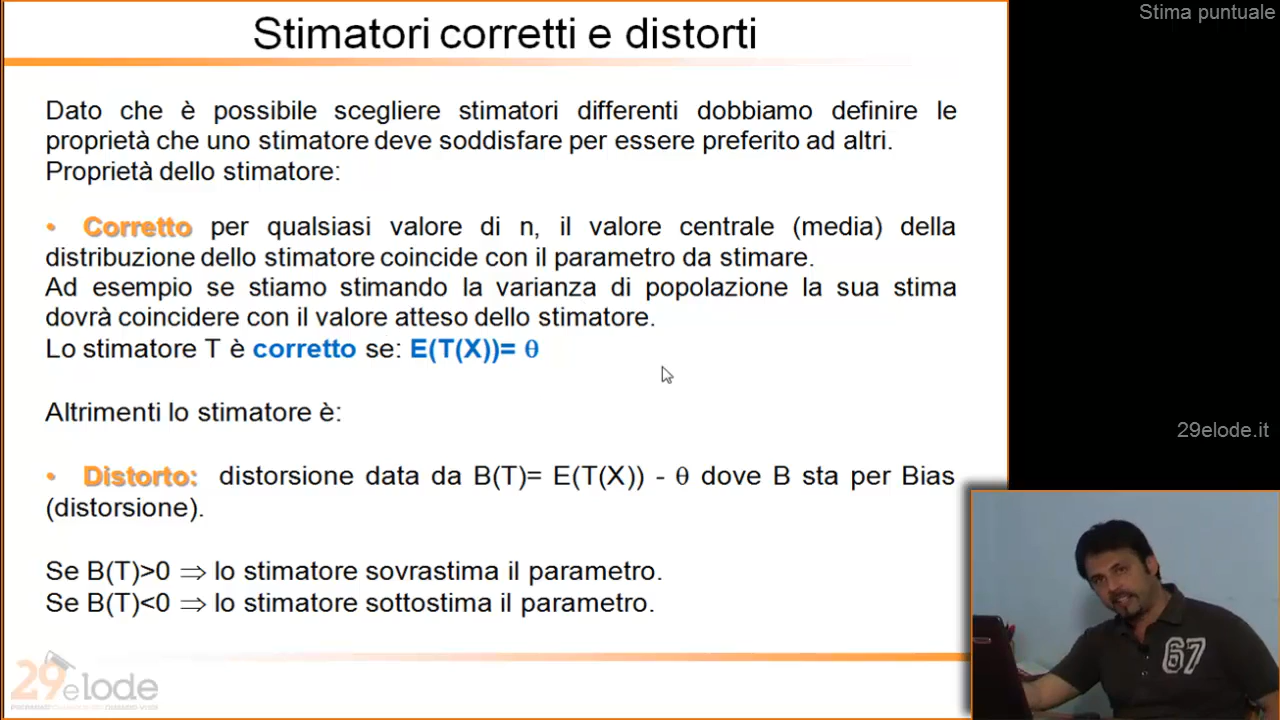 Stimatori corretti e distorti
Stima puntuale
Dato che è possibile scegliere stimatori differenti dobbiamo definire le
proprietà che uno stimatore deve soddisfare per essere preferito ad altri.
Proprietà dello stimatore:
• Corretto per qualsiasi valore di n, il valore centrale (media) della
distribuzione dello stimatore coincide con il parametro da stimare.
Ad esempio se stiamo stimando la varianza di popolazione la sua stima
dovrà coincidere con il valore atteso dello stimatore.
Lo stimatore T è corretto se: E(T(X))= θ
Altrimenti lo stimatore è:
29elode.it
• Distorto: distorsione data da B(T)= E(T(X)) - θ dove B sta per Bias
(distorsione).
Se B(T)>0 ⇒ lo stimatore sovrastima il parametro.
Se B(T)<0 ⇒ lo stimatore sottostima il parametro.
67
29elode